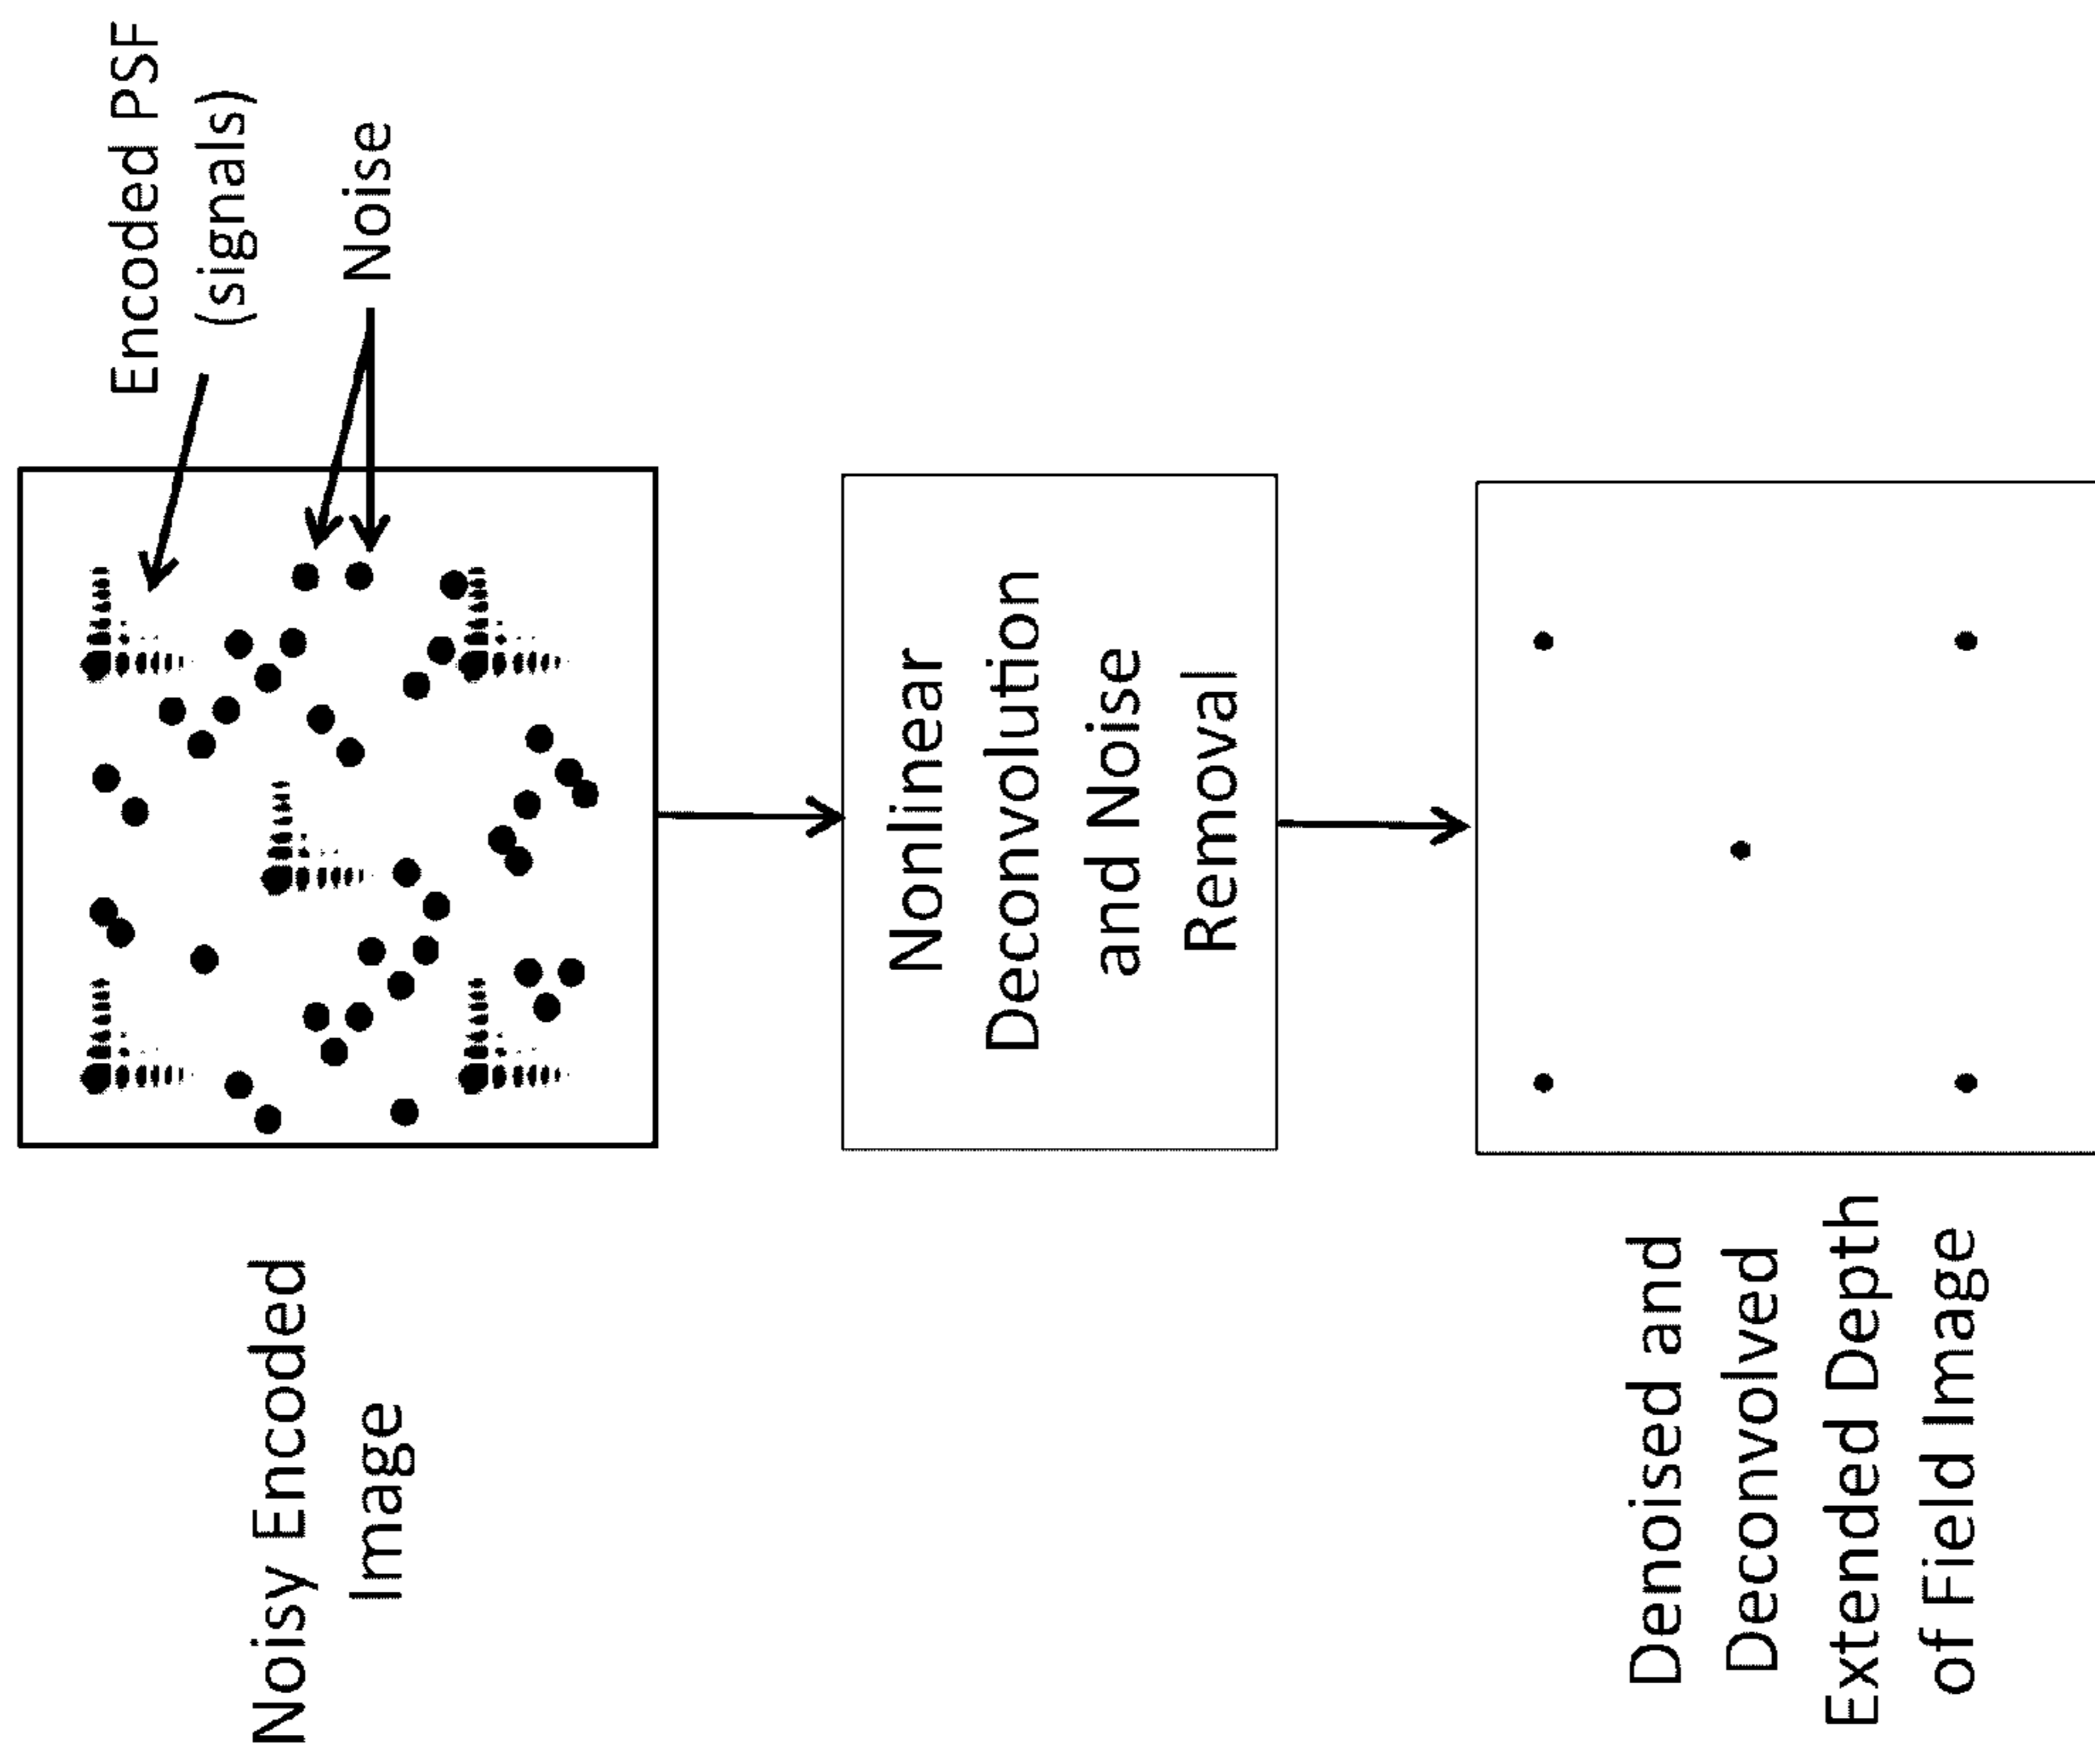 Noisy Encoded
Image
Encoded PSF
(signals)
Noise
Nonlinear
Deconvolution
and Noise
Removal
Denoised and
Deconvolved
Extended Depth
of Field Image